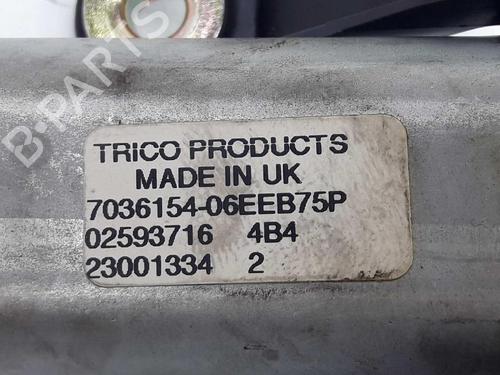 B-PARTS
TRICO PRODUCTS
MADE IN UK
7036154-06EEB75P
02593716 4B4
23001334 2